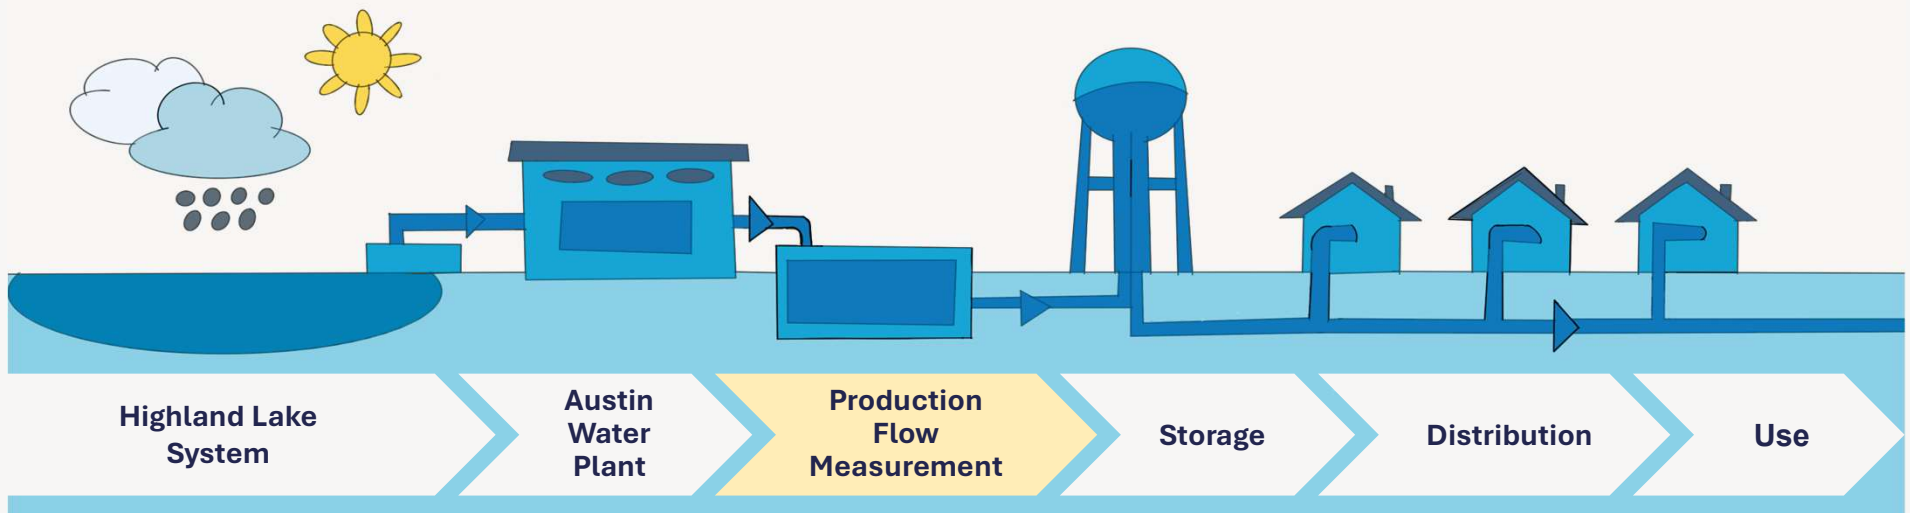 Highland Lake
System
Austin
Water
Plant
Production
Flow
Measurement
Storage
Distribution
Use